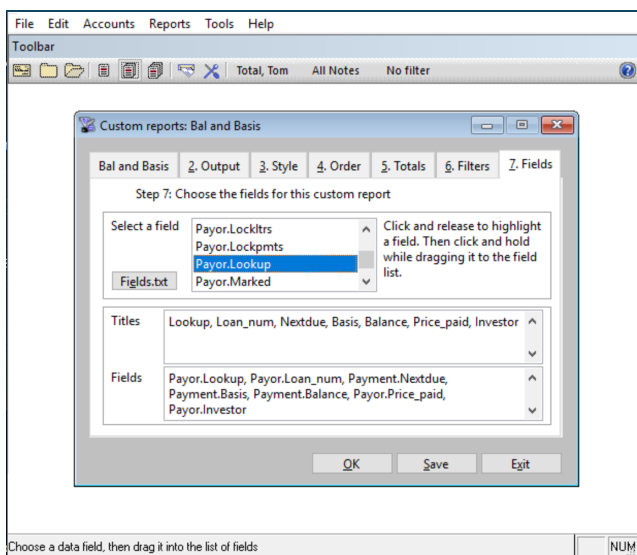 File Edit Accounts Reports Tools Help
Toolbar
Total, Tom All Notes No filter
Custom reports: Bal and Basis
Bal and Basis 2. Output 3. Style 4. Order 5. Totals 6. Filters 7. Fields
Step 7: Choose the fields for this custom report
Select a field
Payor.Lockltrs
Payor.Lockpmts
Payor.Lookup
Payor.Marked
Fields.txt
Click and release to highlight
a field. Then click and hold
while dragging it to the field
list.
Titles
Lookup, Loan_num, Nextdue, Basis, Balance, Price_paid, Investor
Fields
Payor.Lookup, Payor.Loan_num, Payment.Nextdue,
Payment.Basis, Payment.Balance, Payor.Price_paid,
Payor.Investor
OK Save Exit
Choose a data field, then drag it into the list of fields NUM